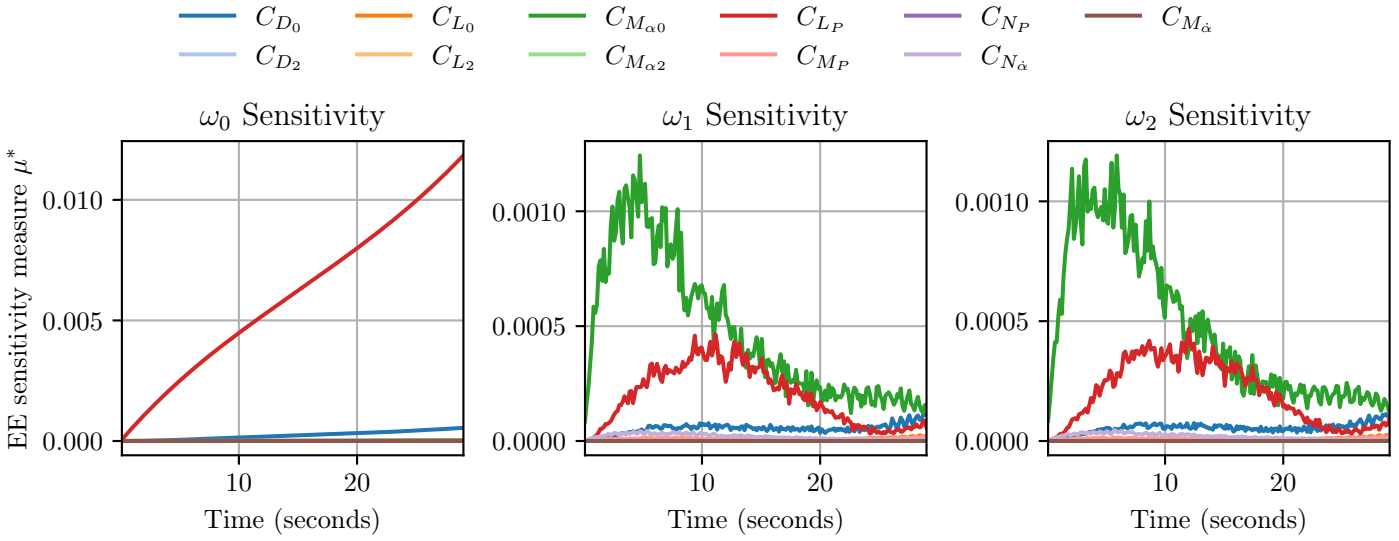 C_{D_0} C_{L_0} C_{M_{α0}} C_{L_P} C_{N_P} C_{M_{\dot{α}}}
C_{D_2} C_{L_2} C_{M_{α2}} C_{M_P} C_{N_{\dot{α}}}
ω_0 Sensitivity
ω_1 Sensitivity
ω_2 Sensitivity
EE sensitivity measure μ*
0.010
0.005
0.000
10 20
Time (seconds)
0.0010
0.0005
0.0000
10 20
Time (seconds)
0.0010
0.0005
0.0000
10 20
Time (seconds)